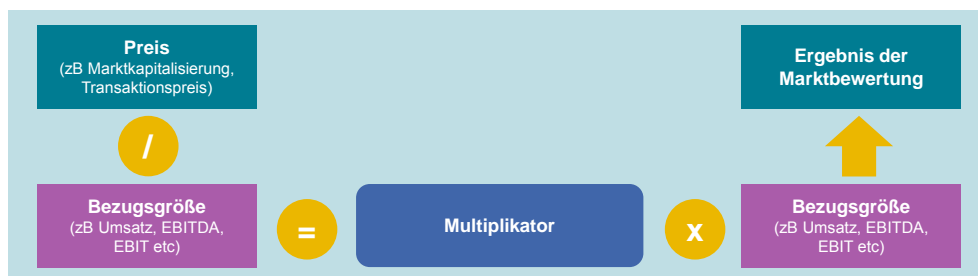 Preis
(zB Marktkapitalisierung,
Transaktionspreis)
Ergebnis der
Marktbewertung
/
Bezugsgröße
(zB Umsatz, EBITDA,
EBIT etc)
=
Multiplikator
x
Bezugsgröße
(zB Umsatz, EBITDA,
EBIT etc)